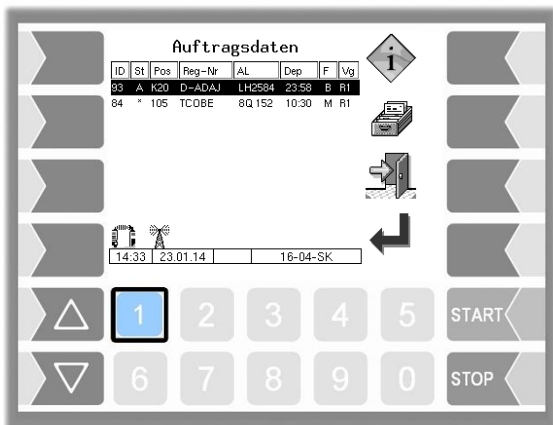 Auftragsdaten
ID St Pos Reg-Nr AL Dep F Vg
93 A K20 D-ADAJ LH2584 23:58 B R1
84 * 105 TCOBE 8Q 152 10:30 M R1
i
14:33 23.01.14 16-04-SK
1 2 3 4 5 START
6 7 8 9 0 STOP